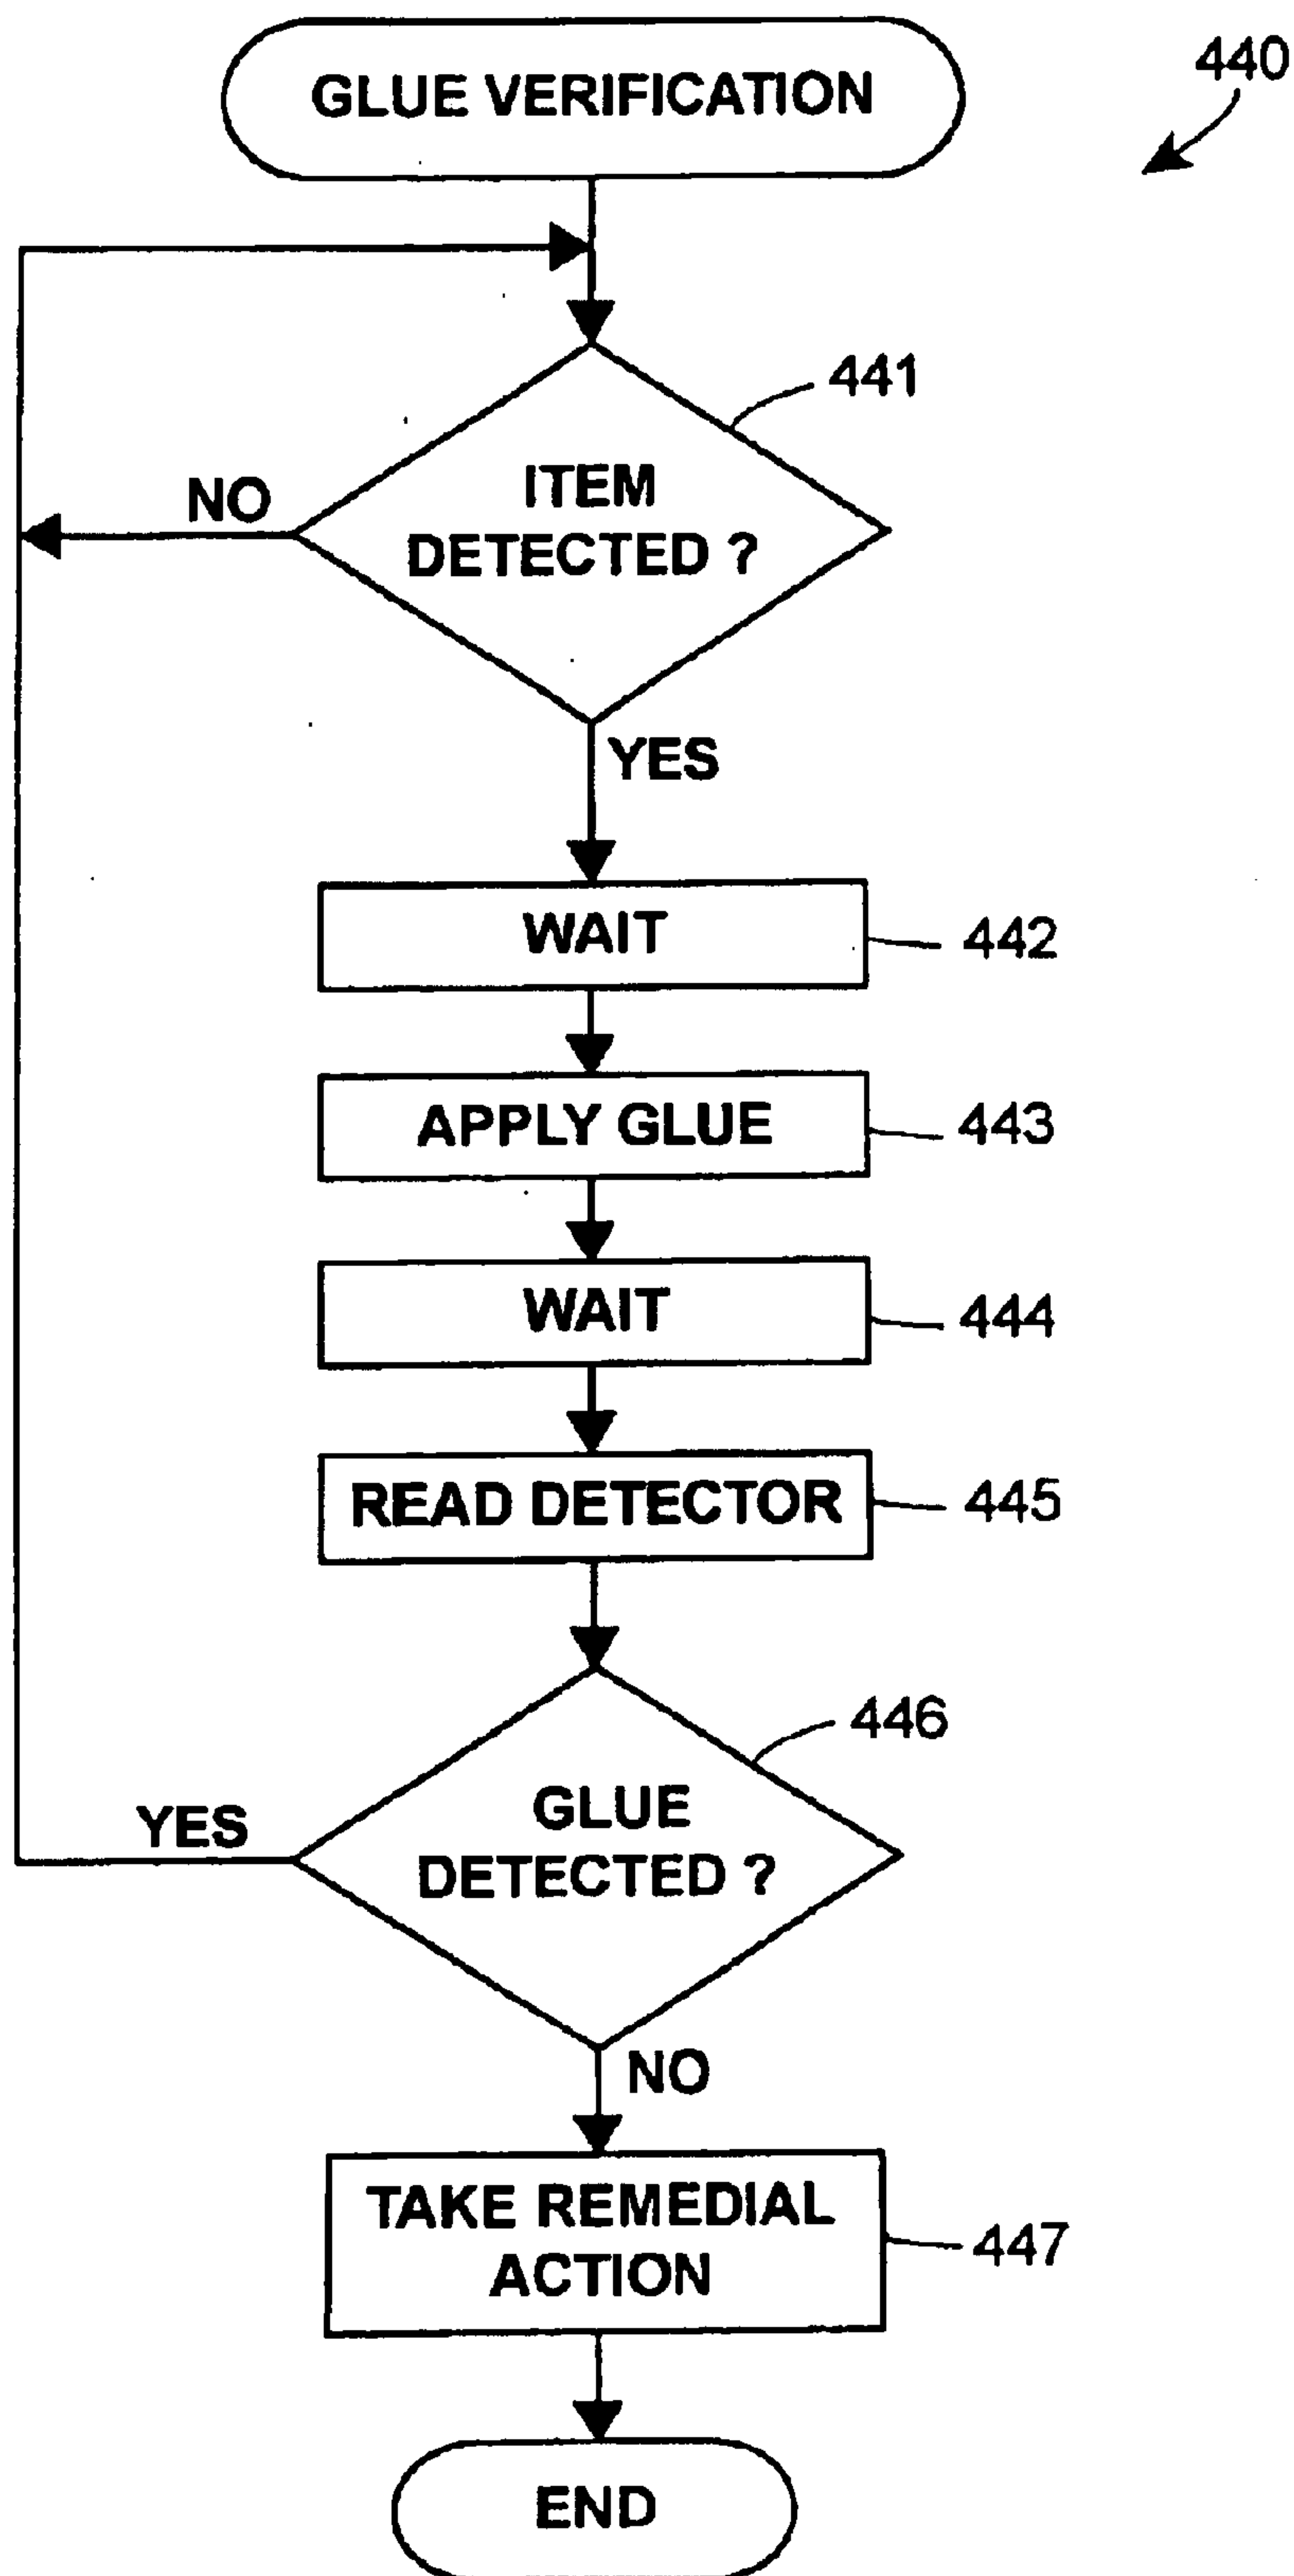 GLUE VERIFICATION
440
441
ITEM
DETECTED ?
NO
YES
WAIT
442
APPLY GLUE
443
WAIT
444
READ DETECTOR
445
446
GLUE
DETECTED ?
YES
NO
TAKE REMEDIAL
ACTION
447
END